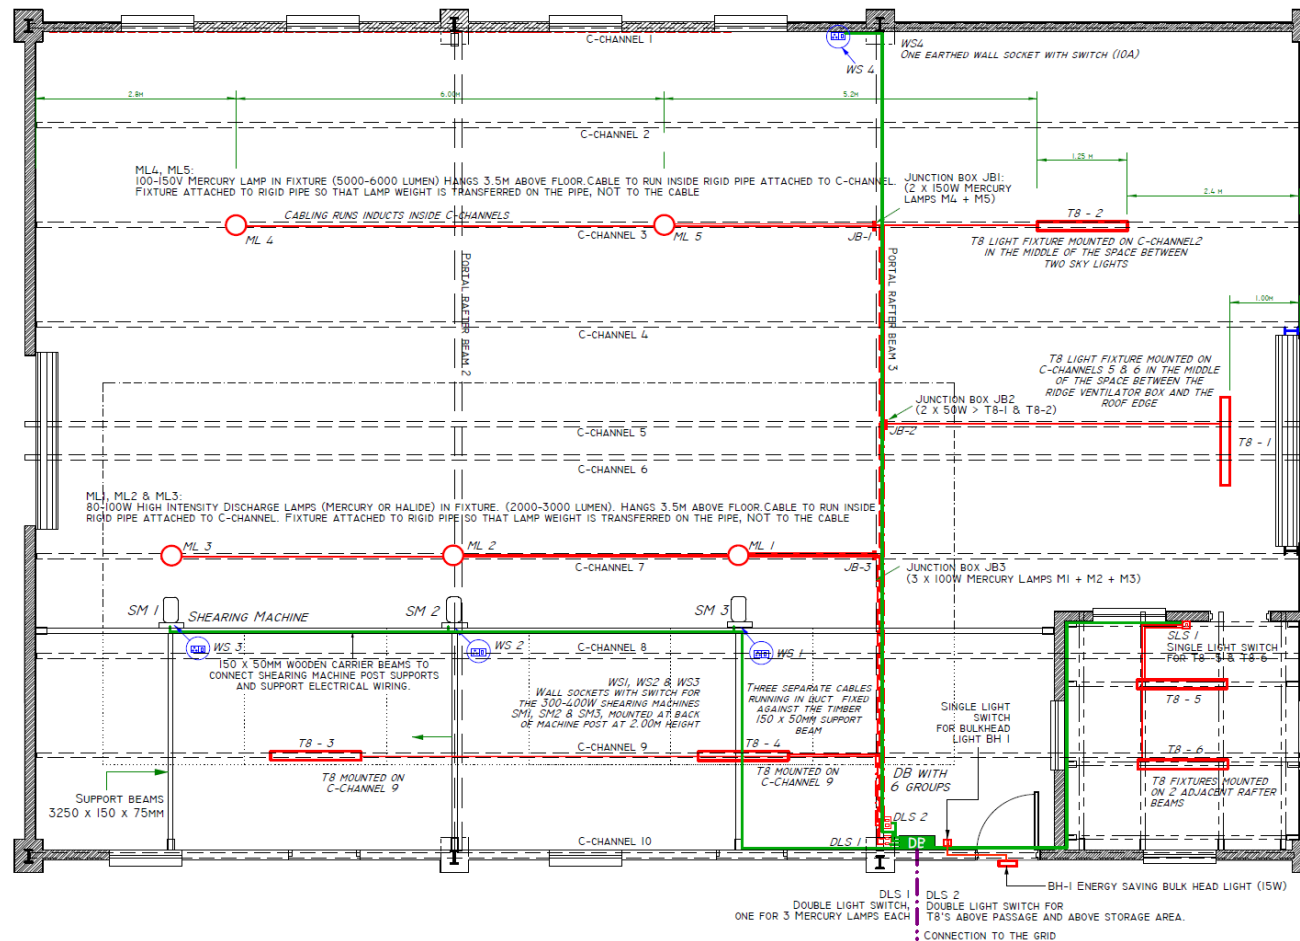 C-CHANNEL 1
WS4
ONE EARTHED WALL SOCKET WITH SWITCH (10A)
WS 4
2.8M
6.00M
5.2M
C-CHANNEL 2
1.25 M
2.4 M
ML4, ML5:
100-150V MERCURY LAMP IN FIXTURE (5000-6000 LUMEN) HANGS 3.5M ABOVE FLOOR.CABLE TO RUN INSIDE RIGID PIPE ATTACHED TO C-CHANNEL.
FIXTURE ATTACHED TO RIGID PIPE SO THAT LAMP WEIGHT IS TRANSFERRED ON THE PIPE, NOT TO THE CABLE
JUNCTION BOX JB1:
(2 X 150W MERCURY
LAMPS M4 + M5)
CABLING RUNS INDUCTS INSIDE C-CHANNELS
T8 - 2
ML 4
C-CHANNEL 3
ML 5
JB-1
T8 LIGHT FIXTURE MOUNTED ON C-CHANNEL2
IN THE MIDDLE OF THE SPACE BETWEEN
TWO SKY LIGHTS
PORTAL RAFTER BEAM 2
PORTAL RAFTER BEAM 3
1.00M
C-CHANNEL 4
T8 LIGHT FIXTURE MOUNTED ON
C-CHANNELS 5 & 6 IN THE MIDDLE
OF THE SPACE BETWEEN THE
RIDGE VENTILATOR BOX AND THE
ROOF EDGE
JUNCTION BOX JB2
(2 X 50W > T8-1 & T8-2)
C-CHANNEL 5
JB-2
T8 - 1
C-CHANNEL 6
ML1, ML2 & ML3:
80-100W HIGH INTENSITY DISCHARGE LAMPS (MERCURY OR HALIDE) IN FIXTURE. (2000-3000 LUMEN). HANGS 3.5M ABOVE FLOOR.CABLE TO RUN INSIDE
RIGID PIPE ATTACHED TO C-CHANNEL. FIXTURE ATTACHED TO RIGID PIPE SO THAT LAMP WEIGHT IS TRANSFERRED ON THE PIPE, NOT TO THE CABLE
ML 3
ML 2
ML 1
C-CHANNEL 7
JB-3
JUNCTION BOX JB3
(3 X 100W MERCURY LAMPS M1 + M2 + M3)
SM 1
SHEARING MACHINE
SM 2
SM 3
WS 3
WS 2
C-CHANNEL 8
WS 1
SLS 1
SINGLE LIGHT SWITCH
FOR T8- 5 & T8-6
150 X 50MM WOODEN CARRIER BEAMS TO
CONNECT SHEARING MACHINE POST SUPPORTS
AND SUPPORT ELECTRICAL WIRING.
WS1, WS2 & WS3
WALL SOCKETS WITH SWITCH FOR
THE 300-400W SHEARING MACHINES
SM1, SM2 & SM3, MOUNTED AT BACK
OF MACHINE POST AT 2.00M HEIGHT
THREE SEPARATE CABLES
RUNNING IN DUCT FIXED
AGAINST THE TIMBER
150 X 50MM SUPPORT
BEAM
SINGLE LIGHT
SWITCH
FOR BULKHEAD
LIGHT BH 1
T8 - 5
T8 - 3
C-CHANNEL 9
T8 - 4
T8 - 6
T8 MOUNTED ON
C-CHANNEL 9
T8 MOUNTED ON
C-CHANNEL 9
DB WITH
6 GROUPS
T8 FIXTURES MOUNTED
ON 2 ADJACENT RAFTER
BEAMS
SUPPORT BEAMS
3250 X 150 X 75MM
DLS 2
C-CHANNEL 10
DLS 1
DP
BH-1 ENERGY SAVING BULK HEAD LIGHT (15W)
DLS 1
DOUBLE LIGHT SWITCH,
ONE FOR 3 MERCURY LAMPS EACH
DLS 2
DOUBLE LIGHT SWITCH FOR
T8'S ABOVE PASSAGE AND ABOVE STORAGE AREA.
CONNECTION TO THE GRID